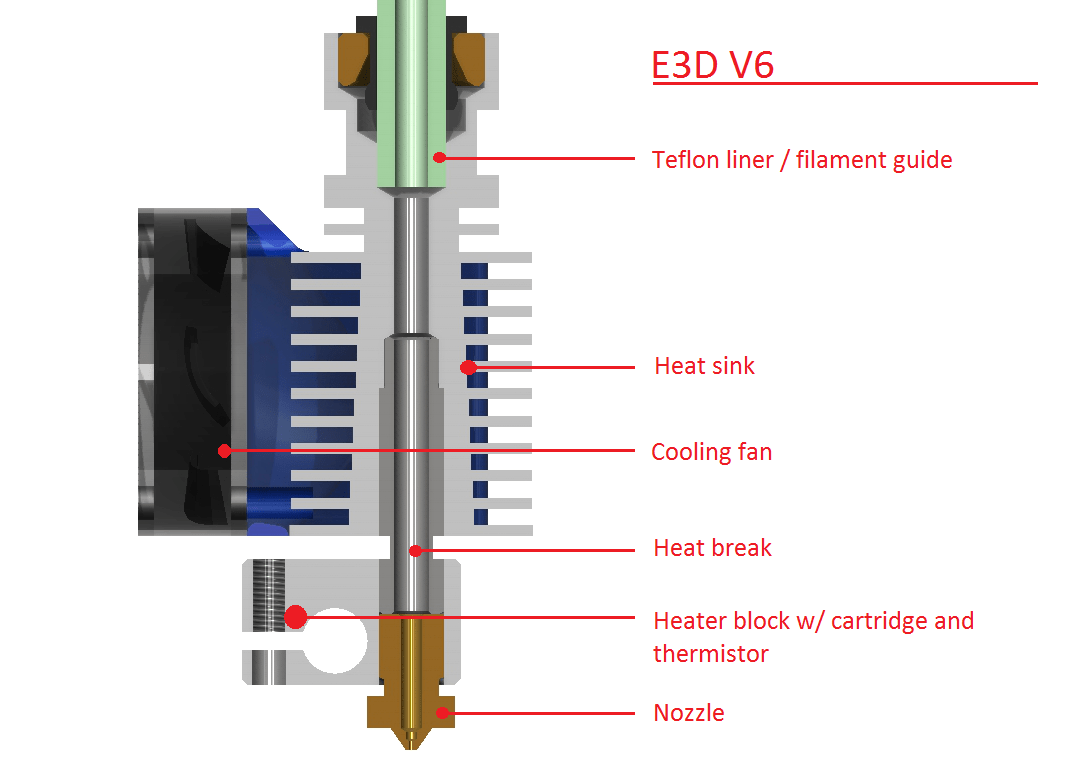 E3D V6
Teflon liner / filament guide
Heat sink
Cooling fan
Heat break
Heater block w/ cartridge and
thermistor
Nozzle